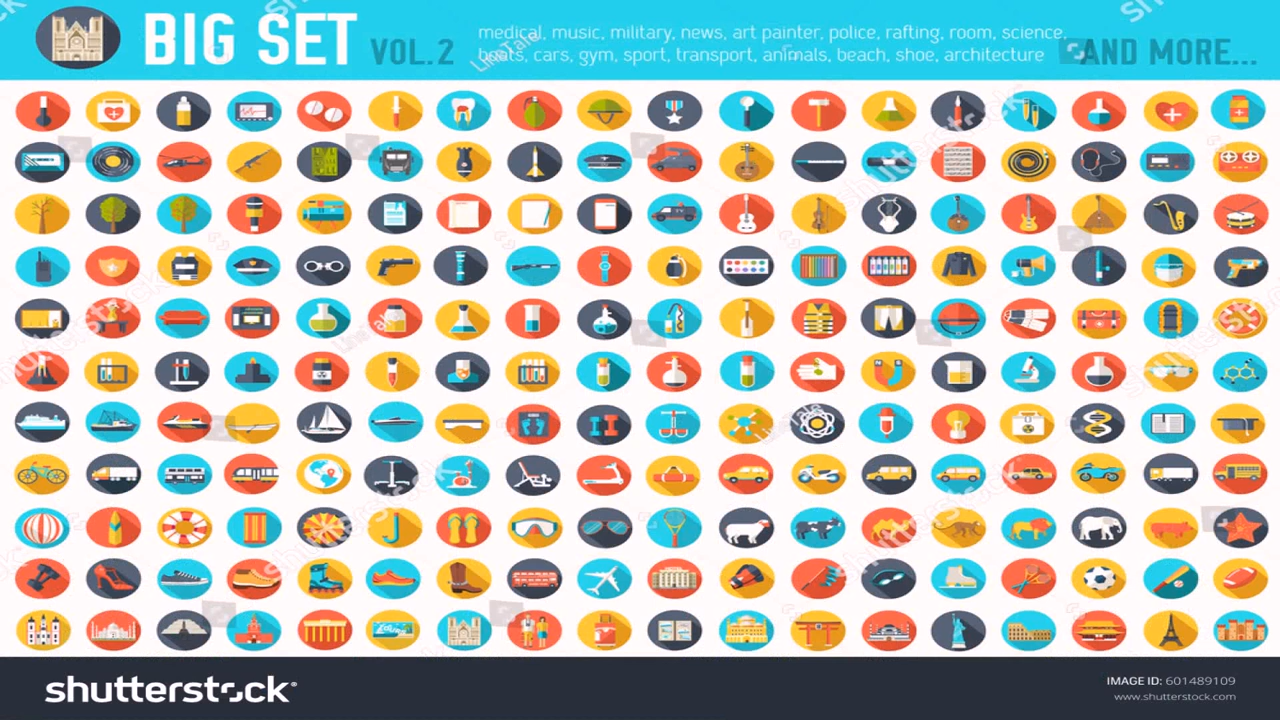 BIG SET VOL.2
medical, music, military, news, art painter, police, rafting, room, science,
boats, cars, gym, sport, transport, animals, beach, shoe, architecture
AND MORE...
shutterstock
IMAGE ID: 601489109
www.shutterstock.com